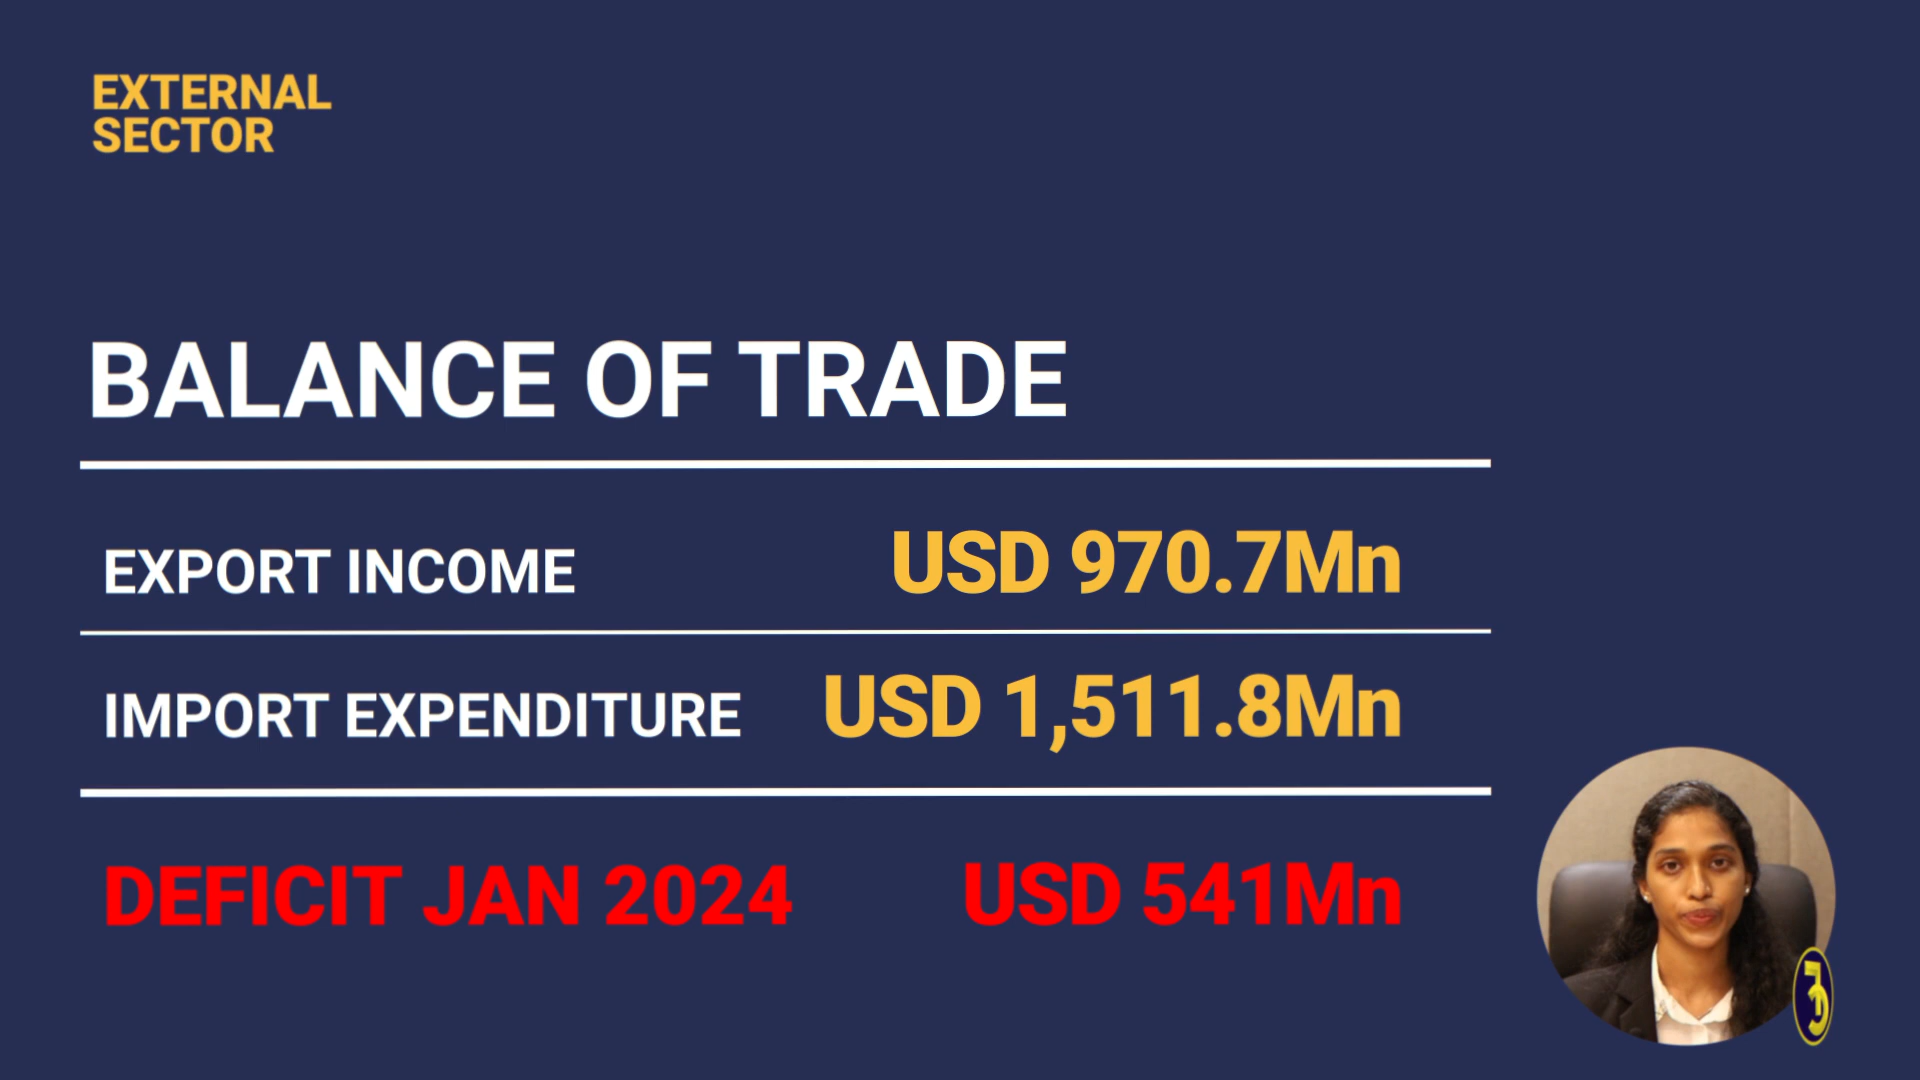 EXTERNAL
SECTOR
BALANCE OF TRADE
EXPORT INCOME USD 970.7Mn
IMPORT EXPENDITURE USD 1,511.8Mn
DEFICIT JAN 2024 USD 541Mn